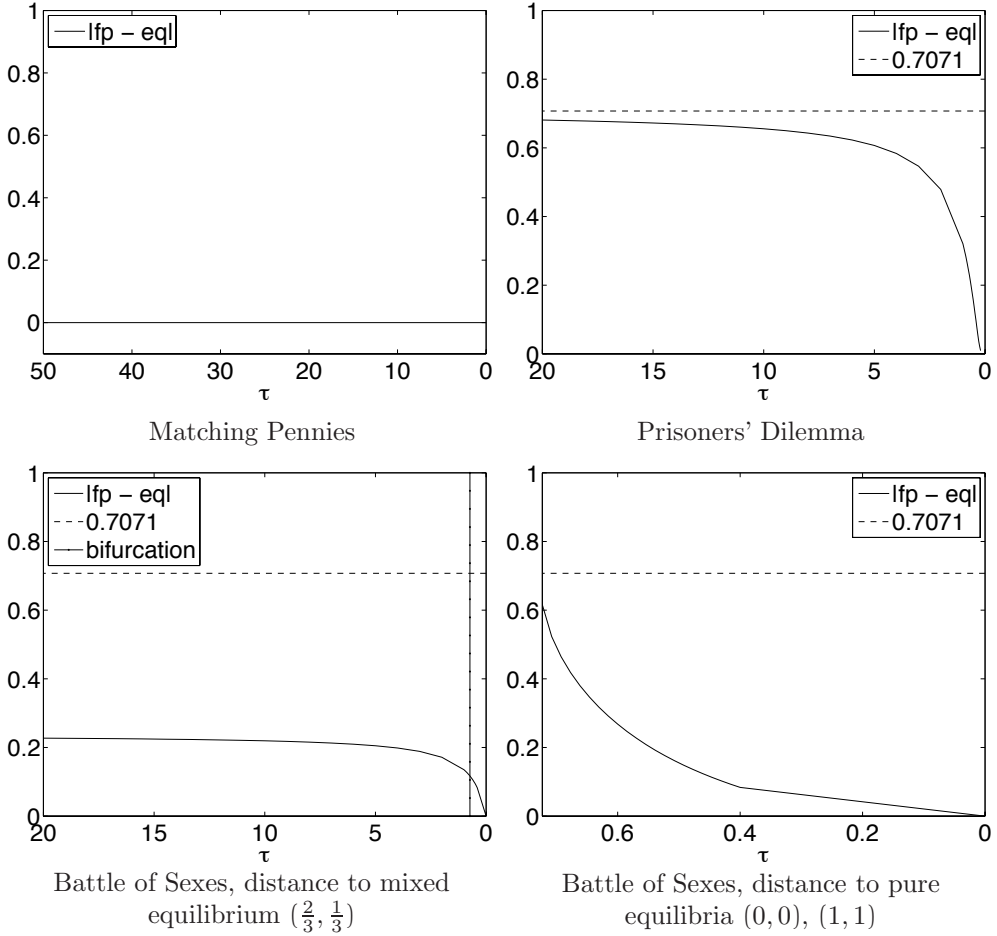 1
0.8
0.6
0.4
0.2
0
lfp − eql
50 40 30 20 10 0
τ
Matching Pennies
1
0.8
0.6
0.4
0.2
0
lfp − eql
0.7071
20 15 10 5 0
τ
Prisoners' Dilemma
1
0.8
0.6
0.4
0.2
0
lfp − eql
0.7071
bifurcation
20 15 10 5 0
τ
Battle of Sexes, distance to mixed
equilibrium (2/3, 1/3)
1
0.8
0.6
0.4
0.2
0
lfp − eql
0.7071
0.6 0.4 0.2 0
τ
Battle of Sexes, distance to pure
equilibria (0, 0), (1, 1)